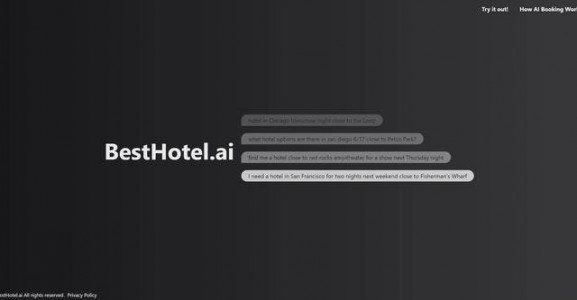 Try it out! How AI Booking Wor
hotel in Chicago tomorrow night close to the Loop
what hotel options are there in san diego 6/17 close to Petco Park?
find me a hotel close to red rocks ampitheater for a show next Thursday night
BestHotel.ai
I need a hotel in San Francisco for two nights next weekend close to Fisherman's Wharf
estHotel.ai All rights reserved. Privacy Policy